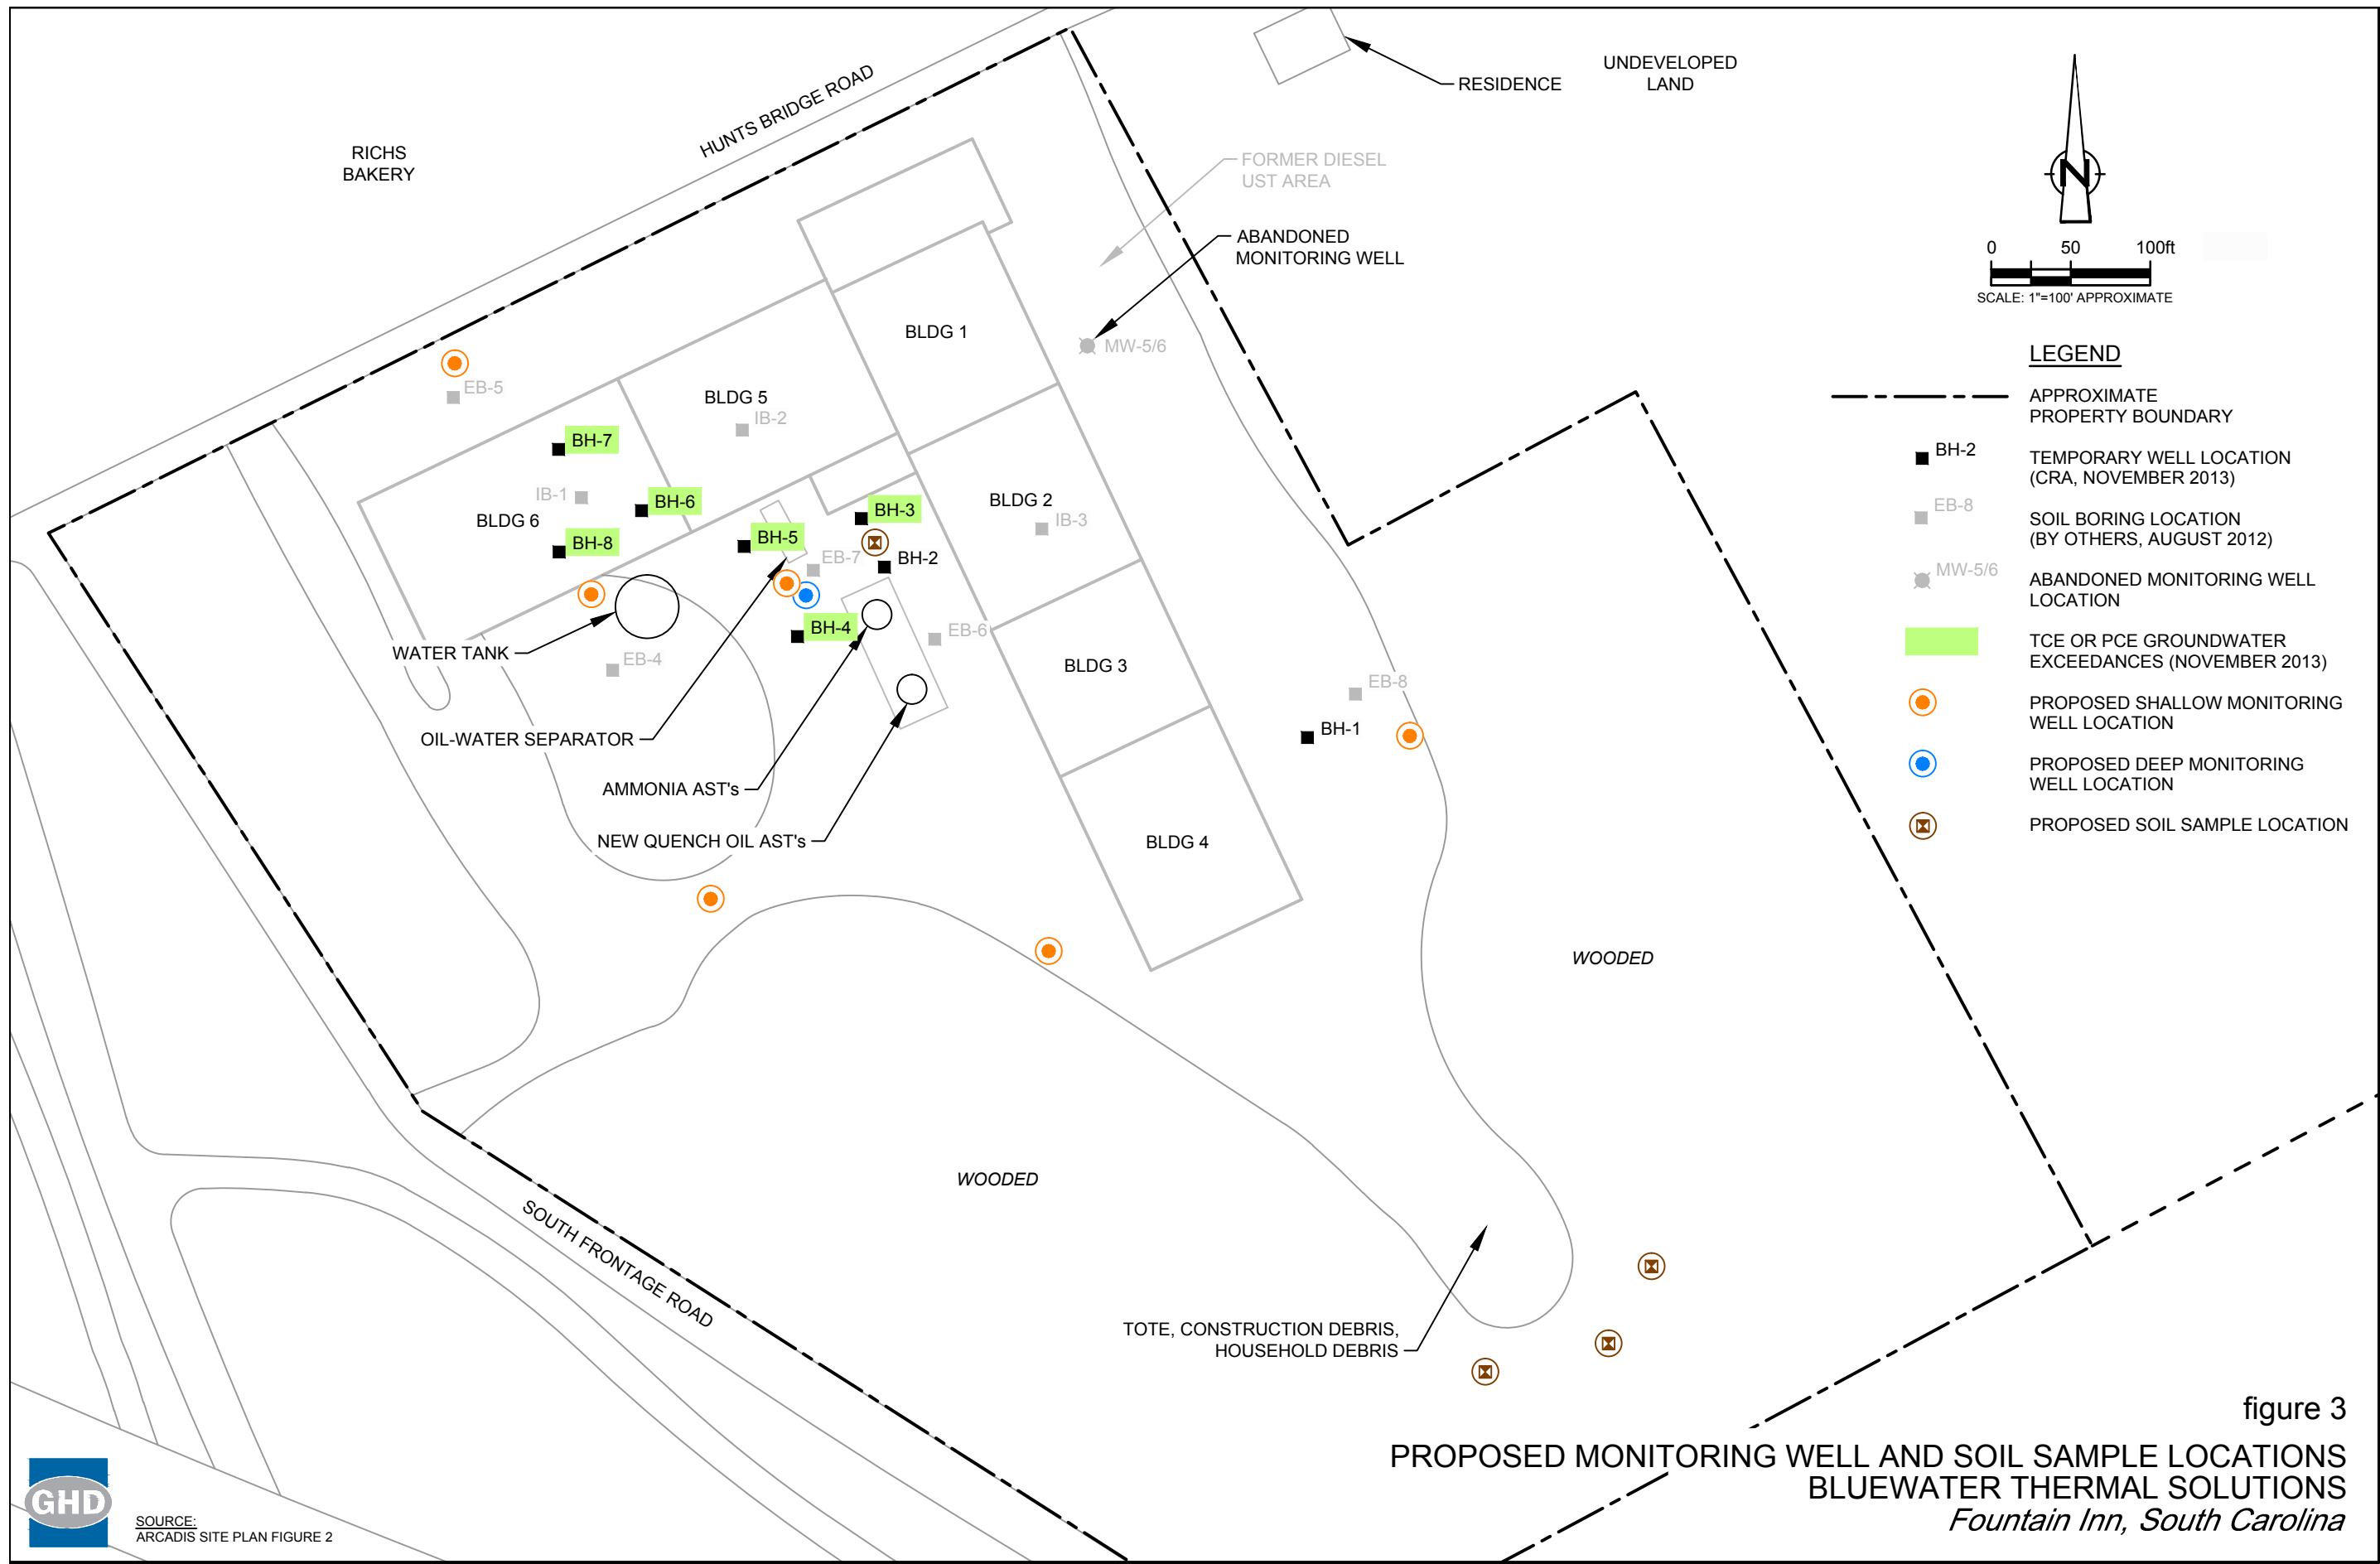 RICHS
BAKERY
HUNTS BRIDGE ROAD
RESIDENCE
UNDEVELOPED
LAND
FORMER DIESEL
UST AREA
ABANDONED
MONITORING WELL
MW-5/6
N
0 50 100ft
SCALE: 1"=100' APPROXIMATE
LEGEND
APPROXIMATE
PROPERTY BOUNDARY
BH-2
TEMPORARY WELL LOCATION
(CRA, NOVEMBER 2013)
EB-8
SOIL BORING LOCATION
(BY OTHERS, AUGUST 2012)
MW-5/6
ABANDONED MONITORING WELL
LOCATION
TCE OR PCE GROUNDWATER
EXCEEDANCES (NOVEMBER 2013)
PROPOSED SHALLOW MONITORING
WELL LOCATION
PROPOSED DEEP MONITORING
WELL LOCATION
PROPOSED SOIL SAMPLE LOCATION
BLDG 1
EB-5
BLDG 5
IB-2
BH-7
IB-1
BH-6
BLDG 6
BH-8
BH-5
BH-3
BLDG 2
IB-3
EB-7
BH-2
BH-4
EB-6
WATER TANK
EB-4
BLDG 3
EB-8
BH-1
OIL-WATER SEPARATOR
AMMONIA AST's
NEW QUENCH OIL AST's
BLDG 4
WOODED
WOODED
SOUTH FRONTAGE ROAD
TOTE, CONSTRUCTION DEBRIS,
HOUSEHOLD DEBRIS
figure 3
PROPOSED MONITORING WELL AND SOIL SAMPLE LOCATIONS
BLUEWATER THERMAL SOLUTIONS
Fountain Inn, South Carolina
GHD
SOURCE:
ARCADIS SITE PLAN FIGURE 2